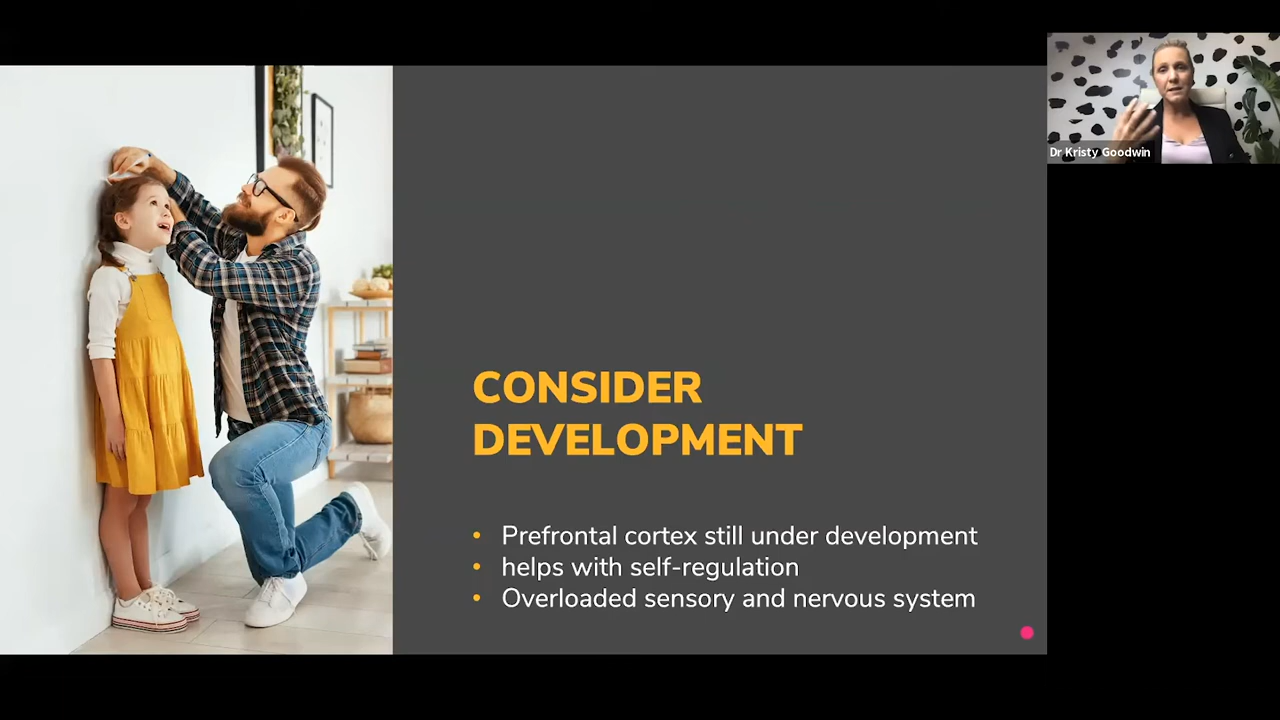 Dr Kristy Goodwin
CONSIDER
DEVELOPMENT
• Prefrontal cortex still under development
• helps with self-regulation
• Overloaded sensory and nervous system